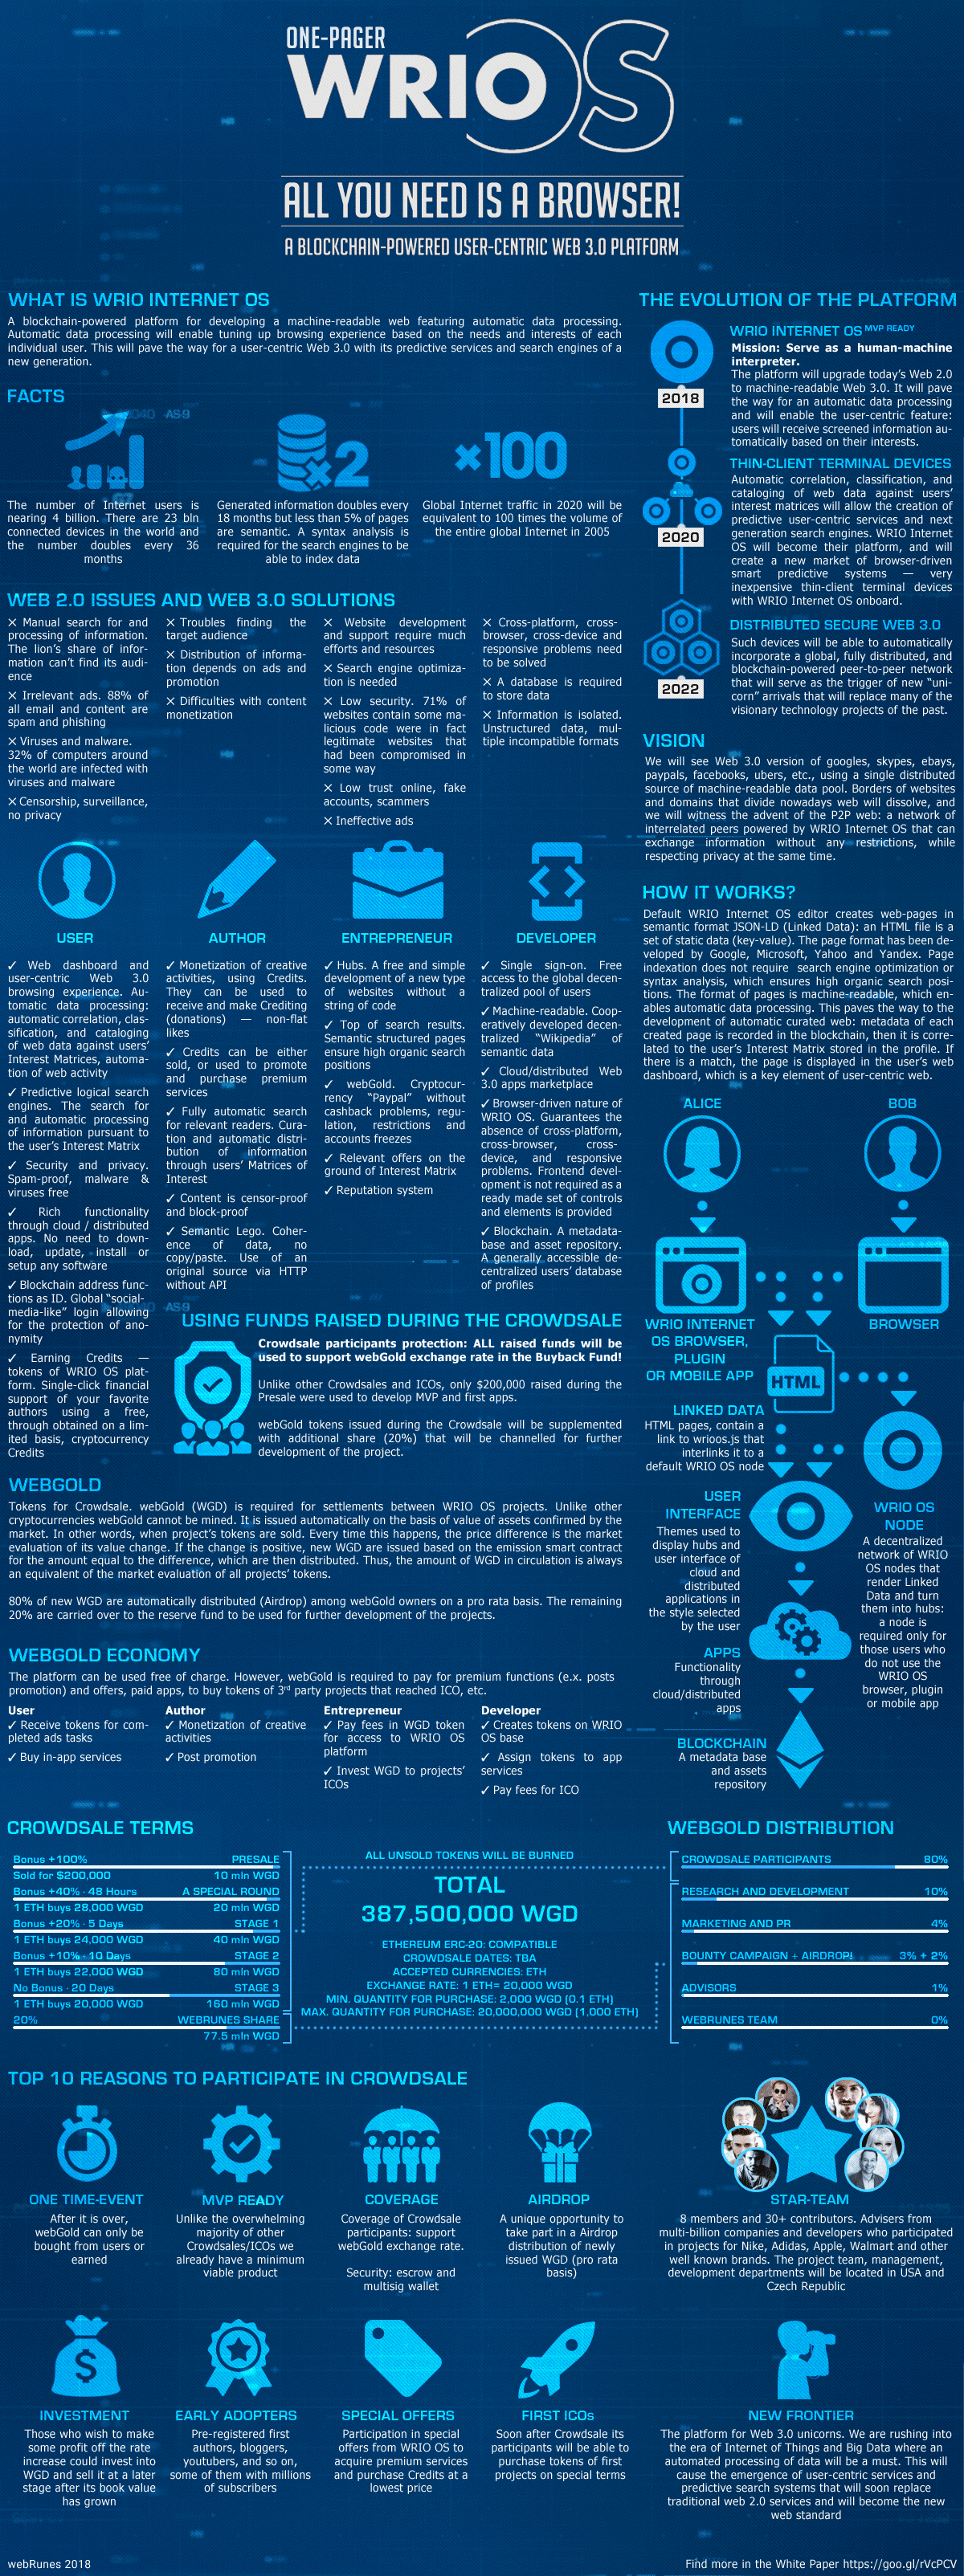 ONE-PAGER
WRIO OS
ALL YOU NEED IS A BROWSER!
A BLOCKCHAIN-POWERED USER-CENTRIC WEB 3.0 PLATFORM
WHAT IS WRIO INTERNET OS
A blockchain-powered platform for developing a machine-readable web featuring automatic data processing.
Automatic data processing will enable tuning up browsing experience based on the needs and interests of each
individual user. This will pave the way for a user-centric Web 3.0 with its predictive services and search engines of a
new generation.
FACTS
×2
×100
The number of Internet users is
nearing 4 billion. There are 23 bln
connected devices in the world and
the number doubles every 36
months
Generated information doubles every
18 months but less than 5% of pages
are semantic. A syntax analysis is
required for the search engines to be
able to index data
Global Internet traffic in 2020 will be
equivalent to 100 times the volume of
the entire global Internet in 2005
WEB 2.0 ISSUES AND WEB 3.0 SOLUTIONS
✕ Manual search for and
processing of information.
The lion's share of infor-
mation can't find its audi-
ence
✕ Irrelevant ads. 88% of
all email and content are
spam and phishing
✕ Viruses and malware.
32% of computers around
the world are infected with
viruses and malware
✕ Censorship, surveillance,
no privacy
✕ Troubles finding the
target audience
✕ Distribution of informa-
tion depends on ads and
promotion
✕ Difficulties with content
monetization
✕ Website development
and support require much
efforts and resources
✕ Search engine optimiza-
tion is needed
✕ Low security. 71% of
websites contain some ma-
licious code were in fact
legitimate websites that
had been compromised in
some way
✕ Low trust online, fake
accounts, scammers
✕ Ineffective ads
✕ Cross-platform, cross-
browser, cross-device and
responsive problems need
to be solved
✕ A database is required
to store data
✕ Information is isolated.
Unstructured data, mul-
tiple incompatible formats
USER
✓ Web dashboard and
user-centric Web 3.0
browsing experience. Au-
tomatic data processing:
automatic correlation, clas-
sification, and cataloging
of web data against users'
Interest Matrices, automa-
tion of web activity
✓ Predictive logical search
engines. The search for
and automatic processing
of information pursuant to
the user's Interest Matrix
✓ Security and privacy.
Spam-proof, malware &
viruses free
✓ Rich functionality
through cloud / distributed
apps. No need to down-
load, update, install or
setup any software
✓ Blockchain address func-
tions as ID. Global "social-
media-like" login allowing
for the protection of ano-
nymity
✓ Earning Credits —
tokens of WRIO OS plat-
form. Single-click financial
support of your favorite
authors using a free,
through obtained on a lim-
ited basis, cryptocurrency
Credits
AUTHOR
✓ Monetization of creative
activities, using Credits.
They can be used to
receive and make Crediting
(donations) — non-flat
likes
✓ Credits can be either
sold, or used to promote
and purchase premium
services
✓ Fully automatic search
for relevant readers. Cura-
tion and automatic distri-
bution of information
through users' Matrices of
Interest
✓ Content is censor-proof
and block-proof
✓ Semantic Lego. Coher-
ence of data, no
copy/paste. Use of an
original source via HTTP
without API
ENTREPRENEUR
✓ Hubs. A free and simple
development of a new type
of websites without a
string of code
✓ Top of search results.
Semantic structured pages
ensure high organic search
positions
✓ webGold. Cryptocur-
rency "Paypal" without
cashback problems, regu-
lation, restrictions and
accounts freezes
✓ Relevant offers on the
ground of Interest Matrix
✓ Reputation system
DEVELOPER
✓ Single sign-on. Free
access to the global decen-
tralized pool of users
✓ Machine-readable. Coop-
eratively developed decen-
tralized "Wikipedia" of
semantic data
✓ Cloud/distributed Web
3.0 apps marketplace
✓ Browser-driven nature of
WRIO OS. Guarantees the
absence of cross-platform,
cross-browser, cross-
device, and responsive
problems. Frontend devel-
opment is not required as a
ready made set of controls
and elements is provided
✓ Blockchain. A metadata-
base and asset repository.
A generally accessible de-
centralized users' database
of profiles
USING FUNDS RAISED DURING THE CROWDSALE
Crowdsale participants protection: ALL raised funds will be
used to support webGold exchange rate in the Buyback Fund!
Unlike other Crowdsales and ICOs, only $200,000 raised during the
Presale were used to develop MVP and first apps.
webGold tokens issued during the Crowdsale will be supplemented
with additional share (20%) that will be channelled for further
development of the project.
WEBGOLD
Tokens for Crowdsale. webGold (WGD) is required for settlements between WRIO OS projects. Unlike other
cryptocurrencies webGold cannot be mined. It is issued automatically on the basis of value of assets confirmed by the
market. In other words, when project's tokens are sold. Every time this happens, the price difference is the market
evaluation of its value change. If the change is positive, new WGD are issued based on the emission smart contract
for the amount equal to the difference, which are then distributed. Thus, the amount of WGD in circulation is always
an equivalent of the market evaluation of all projects' tokens.
80% of new WGD are automatically distributed (Airdrop) among webGold owners on a pro rata basis. The remaining
20% are carried over to the reserve fund to be used for further development of the projects.
WEBGOLD ECONOMY
The platform can be used free of charge. However, webGold is required to pay for premium functions (e.x. posts
promotion) and offers, paid apps, to buy tokens of 3rd party projects that reached ICO, etc.
User
✓ Receive tokens for com-
pleted ads tasks
✓ Buy in-app services
Author
✓ Monetization of creative
activities
✓ Post promotion
Entrepreneur
✓ Pay fees in WGD token
for access to WRIO OS
platform
✓ Invest WGD to projects'
ICOs
Developer
✓ Creates tokens on WRIO
OS base
✓ Assign tokens to app
services
✓ Pay fees for ICO
THE EVOLUTION OF THE PLATFORM
2018
WRIO INTERNET OS MVP READY
Mission: Serve as a human-machine
interpreter.
The platform will upgrade today's Web 2.0
to machine-readable Web 3.0. It will pave
the way for an automatic data processing
and will enable the user-centric feature:
users will receive screened information au-
tomatically based on their interests.
2020
THIN-CLIENT TERMINAL DEVICES
Automatic correlation, classification, and
cataloging of web data against users'
interest matrices will allow the creation of
predictive user-centric services and next
generation search engines. WRIO Internet
OS will become their platform, and will
create a new market of browser-driven
smart predictive systems — very
inexpensive thin-client terminal devices
with WRIO Internet OS onboard.
2022
DISTRIBUTED SECURE WEB 3.0
Such devices will be able to automatically
incorporate a global, fully distributed, and
blockchain-powered peer-to-peer network
that will serve as the trigger of new "uni-
corn" arrivals that will replace many of the
visionary technology projects of the past.
VISION
We will see Web 3.0 version of googles, skypes, ebays,
paypals, facebooks, ubers, etc., using a single distributed
source of machine-readable data pool. Borders of websites
and domains that divide nowadays web will dissolve, and
we will witness the advent of the P2P web: a network of
interrelated peers powered by WRIO Internet OS that can
exchange information without any restrictions, while
respecting privacy at the same time.
HOW IT WORKS?
Default WRIO Internet OS editor creates web-pages in
semantic format JSON-LD (Linked Data): an HTML file is a
set of static data (key-value). The page format has been de-
veloped by Google, Microsoft, Yahoo and Yandex. Page
indexation does not require search engine optimization or
syntax analysis, which ensures high organic search posi-
tions. The format of pages is machine-readable, which en-
ables automatic data processing. This paves the way to the
development of automatic curated web: metadata of each
created page is recorded in the blockchain, then it is corre-
lated to the user's Interest Matrix stored in the profile. If
there is a match, the page is displayed in the user's web
dashboard, which is a key element of user-centric web.
ALICE
BOB
WRIO INTERNET
OS BROWSER,
PLUGIN
OR MOBILE APP
BROWSER
HTML
LINKED DATA
HTML pages, contain a
link to wrioos.js that
interlinks it to a
default WRIO OS node
USER
INTERFACE
Themes used to
display hubs and
user interface of
cloud and
distributed
applications in
the style selected
by the user
WRIO OS
NODE
A decentralized
network of WRIO
OS nodes that
render Linked
Data and turn
them into hubs:
a node is
required only for
those users who
do not use the
WRIO OS
browser, plugin
or mobile app
APPS
Functionality
through
cloud/distributed
apps
BLOCKCHAIN
A metadata base
and assets
repository
CROWDSALE TERMS
Bonus +100% PRESALE
Sold for $200,000 10 mln WGD
Bonus +40% · 48 Hours A SPECIAL ROUND
1 ETH buys 28,000 WGD 20 mln WGD
Bonus +20% · 5 Days STAGE 1
1 ETH buys 24,000 WGD 40 mln WGD
Bonus +10% · 10 Days STAGE 2
1 ETH buys 22,000 WGD 80 mln WGD
No Bonus · 20 Days STAGE 3
1 ETH buys 20,000 WGD 160 mln WGD
20% WEBRUNES SHARE
77.5 mln WGD
ALL UNSOLD TOKENS WILL BE BURNED
TOTAL
387,500,000 WGD
ETHEREUM ERC-20: COMPATIBLE
CROWDSALE DATES: TBA
ACCEPTED CURRENCIES: ETH
EXCHANGE RATE: 1 ETH= 20,000 WGD
MIN. QUANTITY FOR PURCHASE: 2,000 WGD (0.1 ETH)
MAX. QUANTITY FOR PURCHASE: 20,000,000 WGD (1,000 ETH)
WEBGOLD DISTRIBUTION
CROWDSALE PARTICIPANTS 80%
RESEARCH AND DEVELOPMENT 10%
MARKETING AND PR 4%
BOUNTY CAMPAIGN + AIRDROP! 3% + 2%
ADVISORS 1%
WEBRUNES TEAM 0%
TOP 10 REASONS TO PARTICIPATE IN CROWDSALE
ONE TIME-EVENT
After it is over,
webGold can only be
bought from users or
earned
MVP READY
Unlike the overwhelming
majority of other
Crowdsales/ICOs we
already have a minimum
viable product
COVERAGE
Coverage of Crowdsale
participants: support
webGold exchange rate.
Security: escrow and
multisig wallet
AIRDROP
A unique opportunity to
take part in a Airdrop
distribution of newly
issued WGD (pro rata
basis)
STAR-TEAM
8 members and 30+ contributors. Advisers from
multi-billion companies and developers who participated
in projects for Nike, Adidas, Apple, Walmart and other
well known brands. The project team, management,
development departments will be located in USA and
Czech Republic
$
INVESTMENT
Those who wish to make
some profit off the rate
increase could invest into
WGD and sell it at a later
stage after its book value
has grown
EARLY ADOPTERS
Pre-registered first
authors, bloggers,
youtubers, and so on,
some of them with millions
of subscribers
SPECIAL OFFERS
Participation in special
offers from WRIO OS to
acquire premium services
and purchase Credits at a
lowest price
FIRST ICOs
Soon after Crowdsale its
participants will be able to
purchase tokens of first
projects on special terms
NEW FRONTIER
The platform for Web 3.0 unicorns. We are rushing into
the era of Internet of Things and Big Data where an
automated processing of data will be a must. This will
cause the emergence of user-centric services and
predictive search systems that will soon replace
traditional web 2.0 services and will become the new
web standard
webRunes 2018
Find more in the White Paper https://goo.gl/rVcPCV